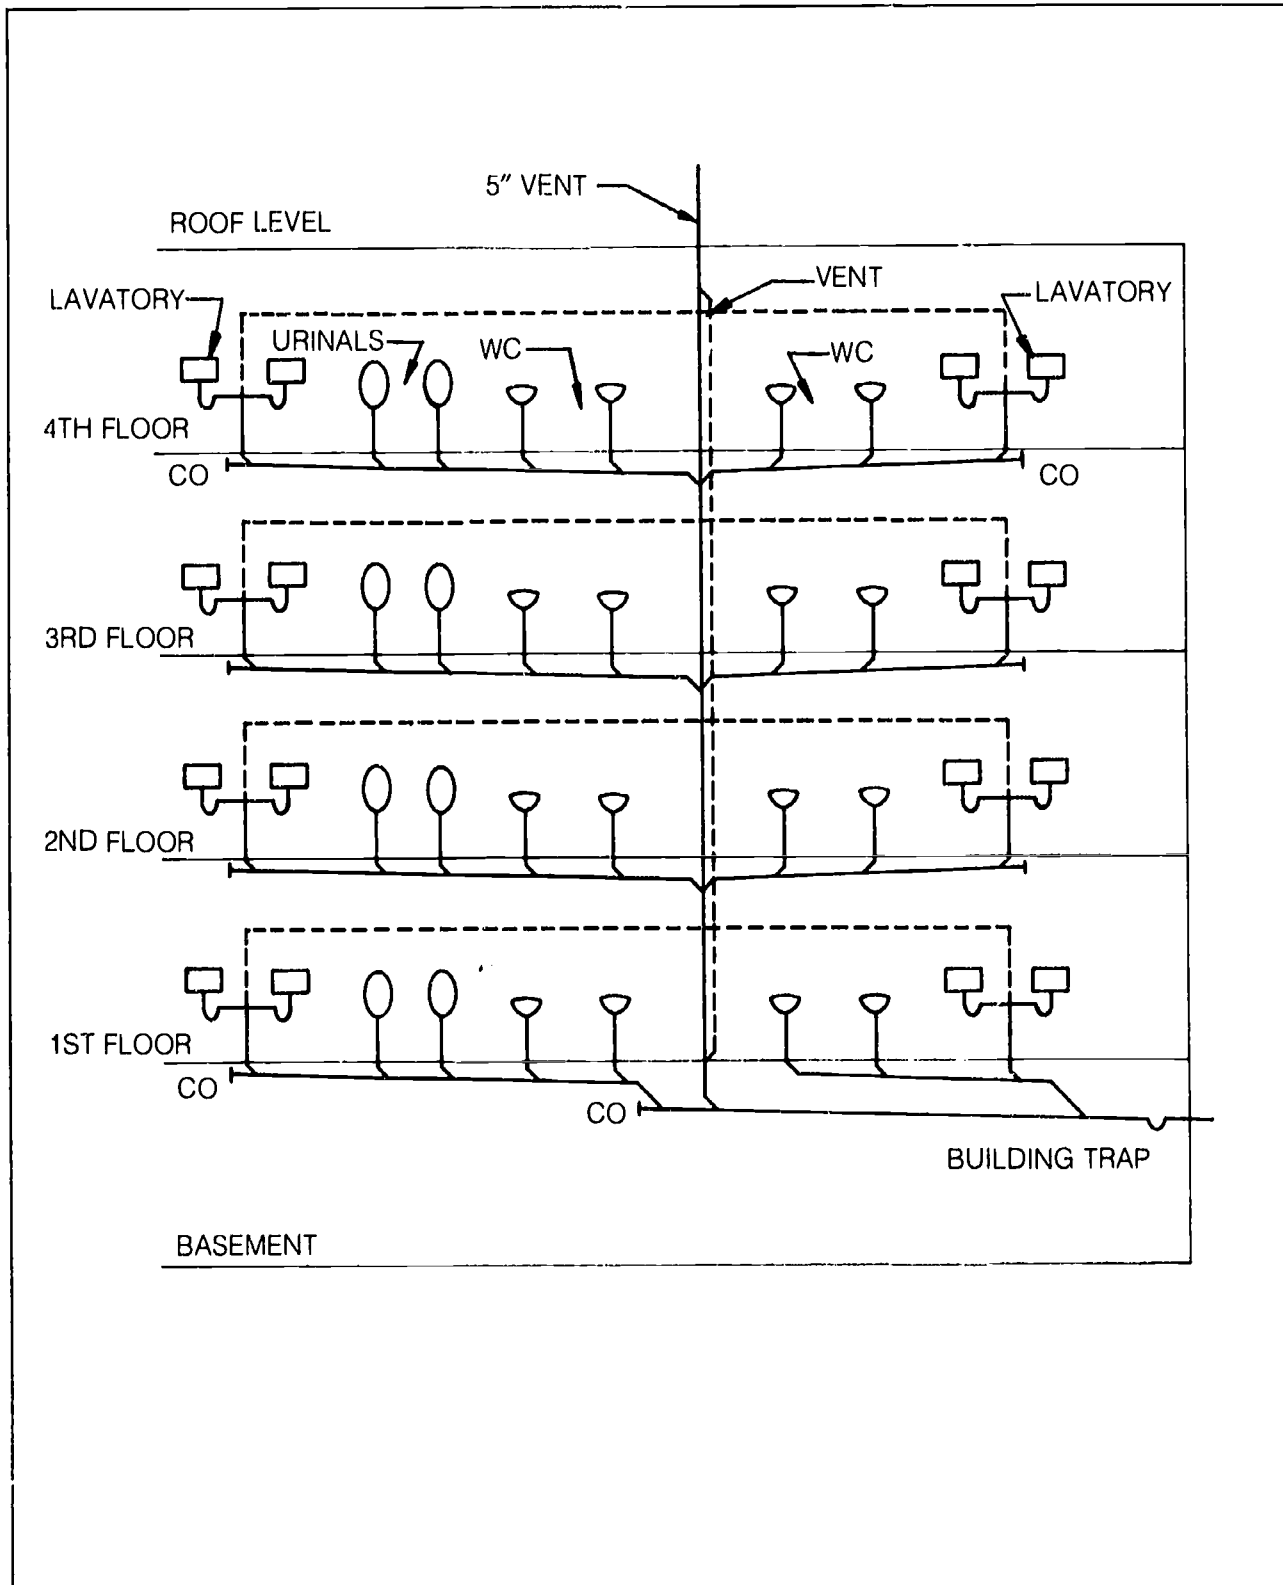 5" VENT
ROOF LEVEL
VENT
LAVATORY
LAVATORY
URINALS
WC
WC
4TH FLOOR
CO
CO
3RD FLOOR
2ND FLOOR
1ST FLOOR
CO
CO
BUILDING TRAP
BASEMENT